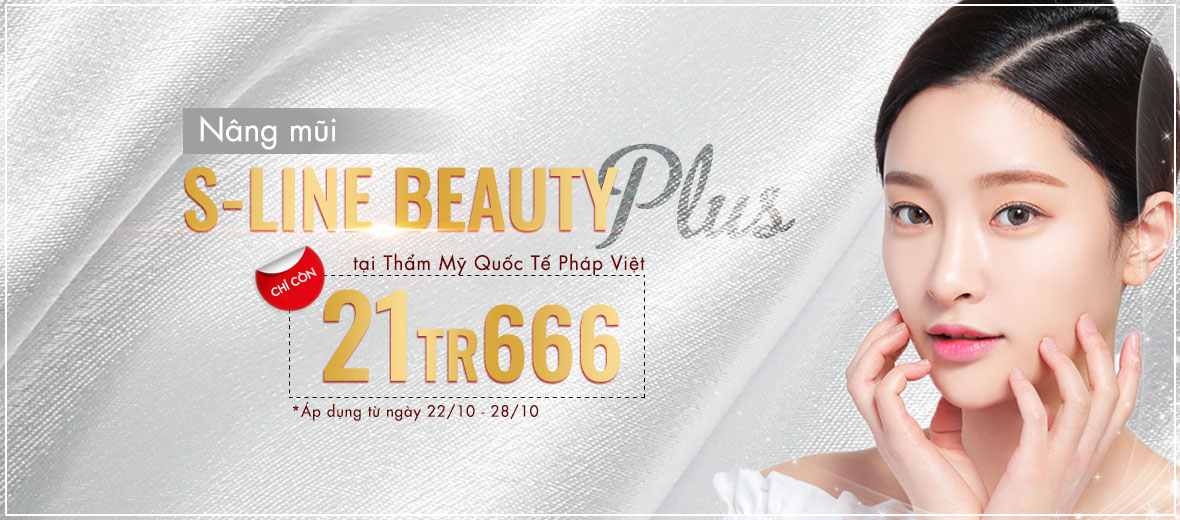 Nâng mũi
S-LINE BEAUTY Plus
tại Thẩm Mỹ Quốc Tế Pháp Việt
CHỈ CÒN
21TR666
*Áp dụng từ ngày 22/10 - 28/10